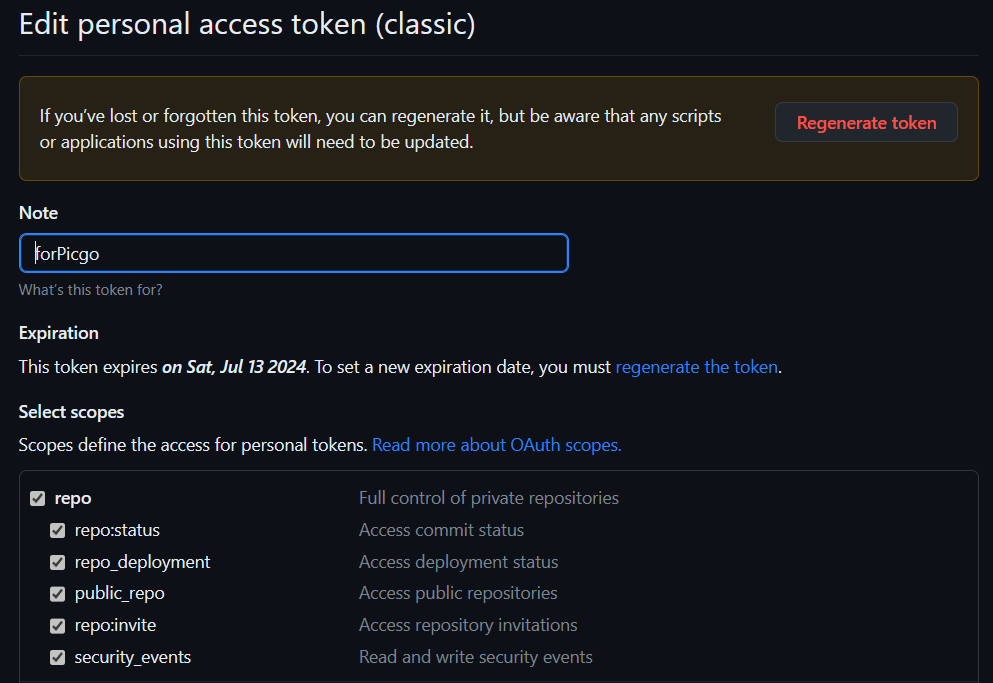 Edit personal access token (classic)
If you've lost or forgotten this token, you can regenerate it, but be aware that any scripts
or applications using this token will need to be updated.
Regenerate token
Note
forPicgo
What's this token for?
Expiration
This token expires on Sat, Jul 13 2024. To set a new expiration date, you must regenerate the token.
Select scopes
Scopes define the access for personal tokens. Read more about OAuth scopes.
repo Full control of private repositories
repo:status Access commit status
repo_deployment Access deployment status
public_repo Access public repositories
repo:invite Access repository invitations
security_events Read and write security events